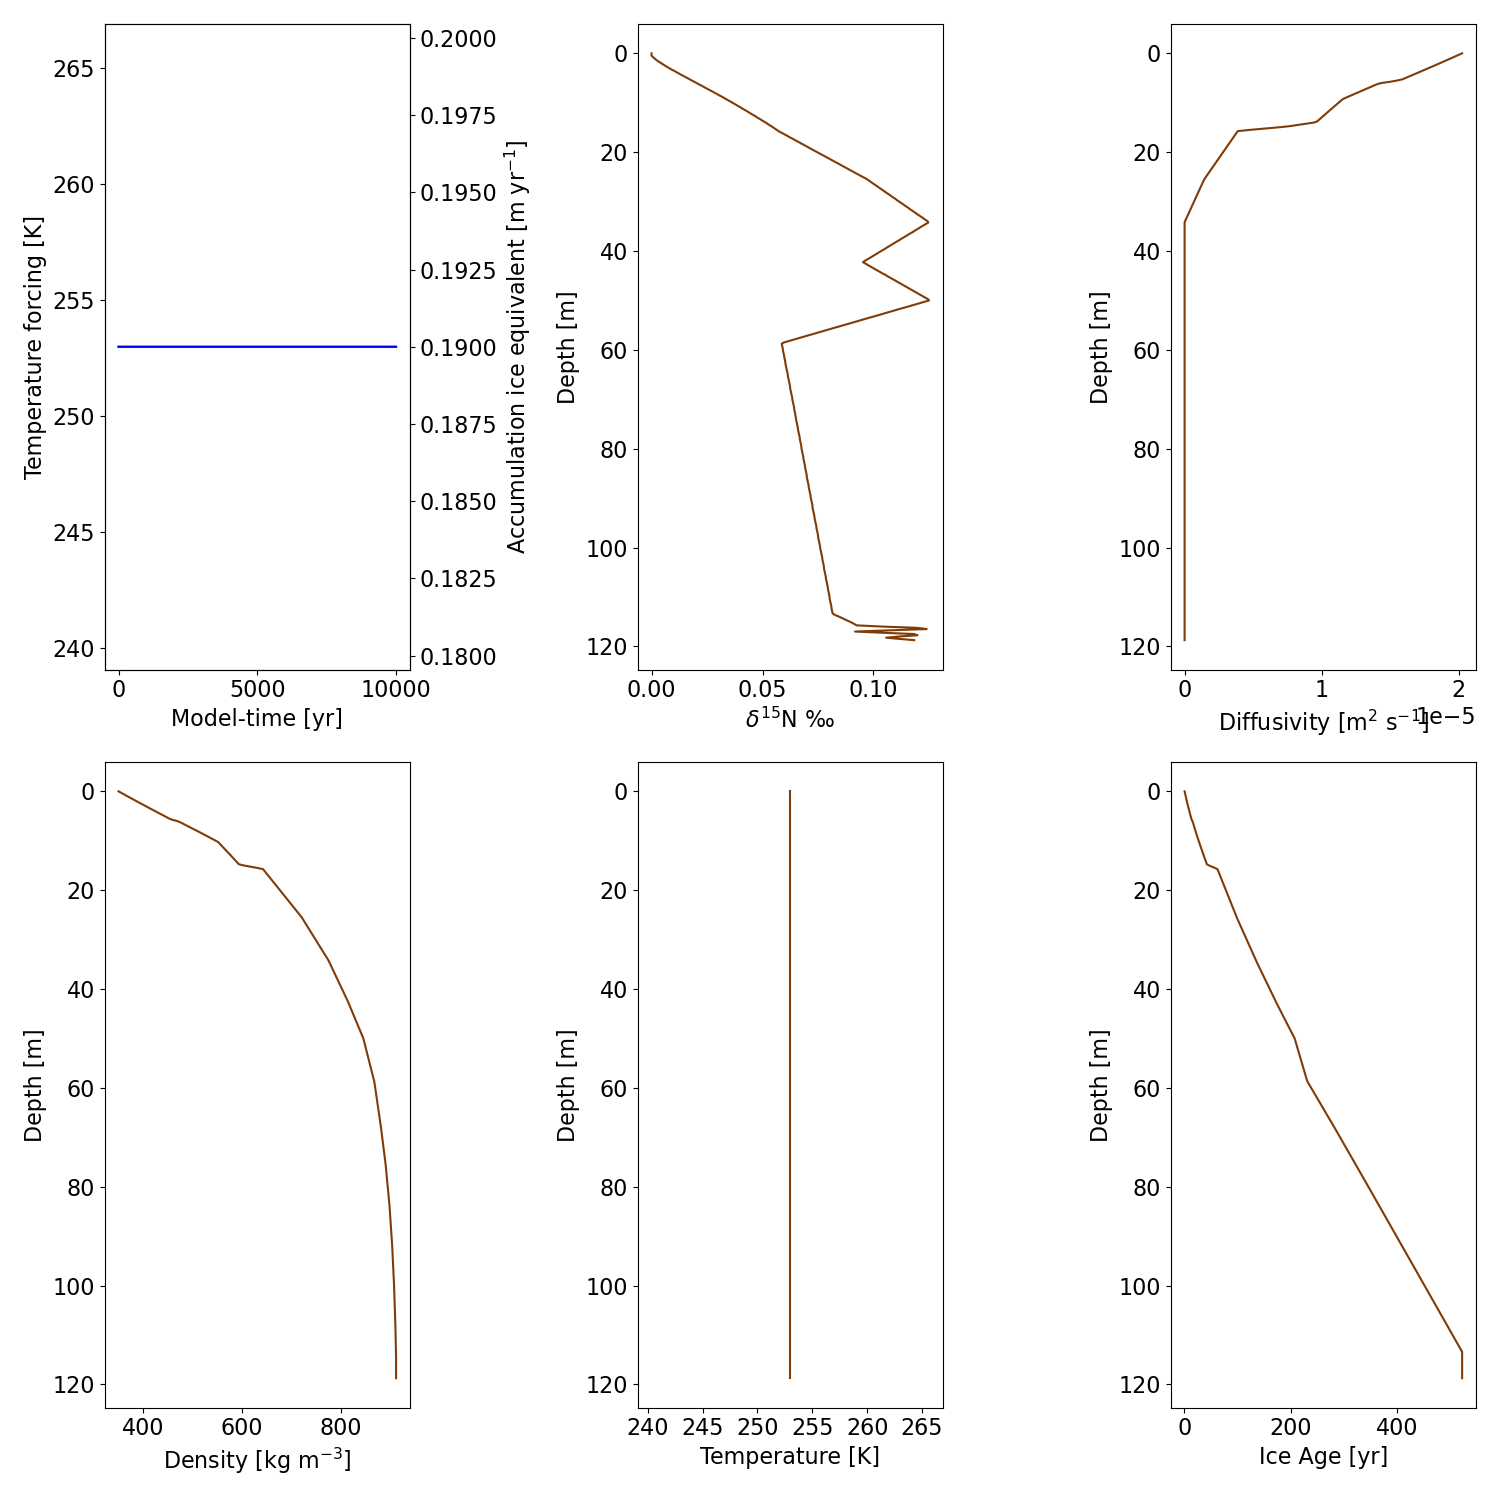 Temperature forcing [K]
265
260
255
250
245
240
0 5000 10000
Model-time [yr]
0.2000
0.1975
0.1950
0.1925
0.1900
0.1875
0.1850
0.1825
0.1800
Accumulation ice equivalent [m yr⁻¹]
Depth [m]
0
20
40
60
80
100
120
0.00 0.05 0.10
δ¹⁵N ‰
Depth [m]
0
20
40
60
80
100
120
0 1 2
Diffusivity [m² s⁻¹]
1e−5
Depth [m]
0
20
40
60
80
100
120
400 600 800
Density [kg m⁻³]
Depth [m]
0
20
40
60
80
100
120
240 245 250 255 260 265
Temperature [K]
Depth [m]
0
20
40
60
80
100
120
0 200 400
Ice Age [yr]